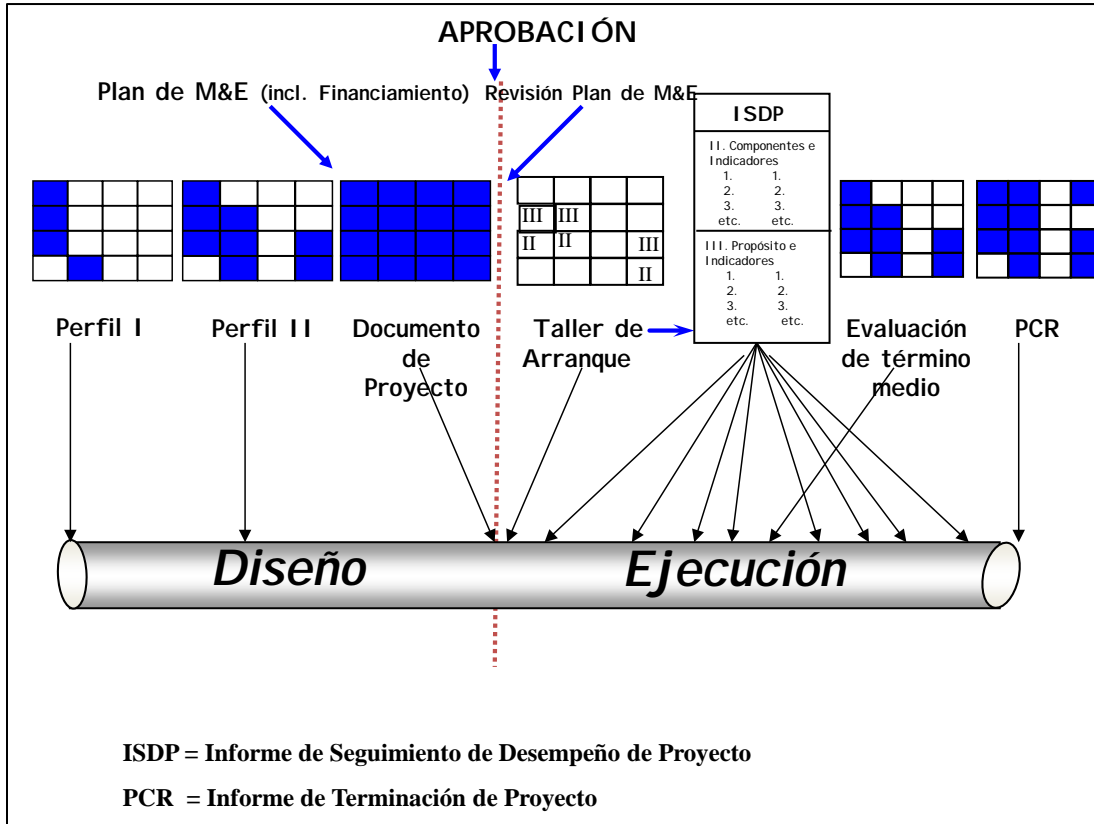 APROBACIÓN
Plan de M&E (incl. Financiamiento) Revisión Plan de M&E
ISDP
II. Componentes e
Indicadores
1. 1.
2. 2.
3. 3.
etc. etc.
III. Propósito e
Indicadores
1. 1.
2. 2.
3. 3.
etc. etc.
III III
II II III
II
Perfil I
Perfil II
Documento
de
Proyecto
Taller de
Arranque
Evaluación
de término
medio
PCR
Diseño
Ejecución
ISDP = Informe de Seguimiento de Desempeño de Proyecto
PCR = Informe de Terminación de Proyecto